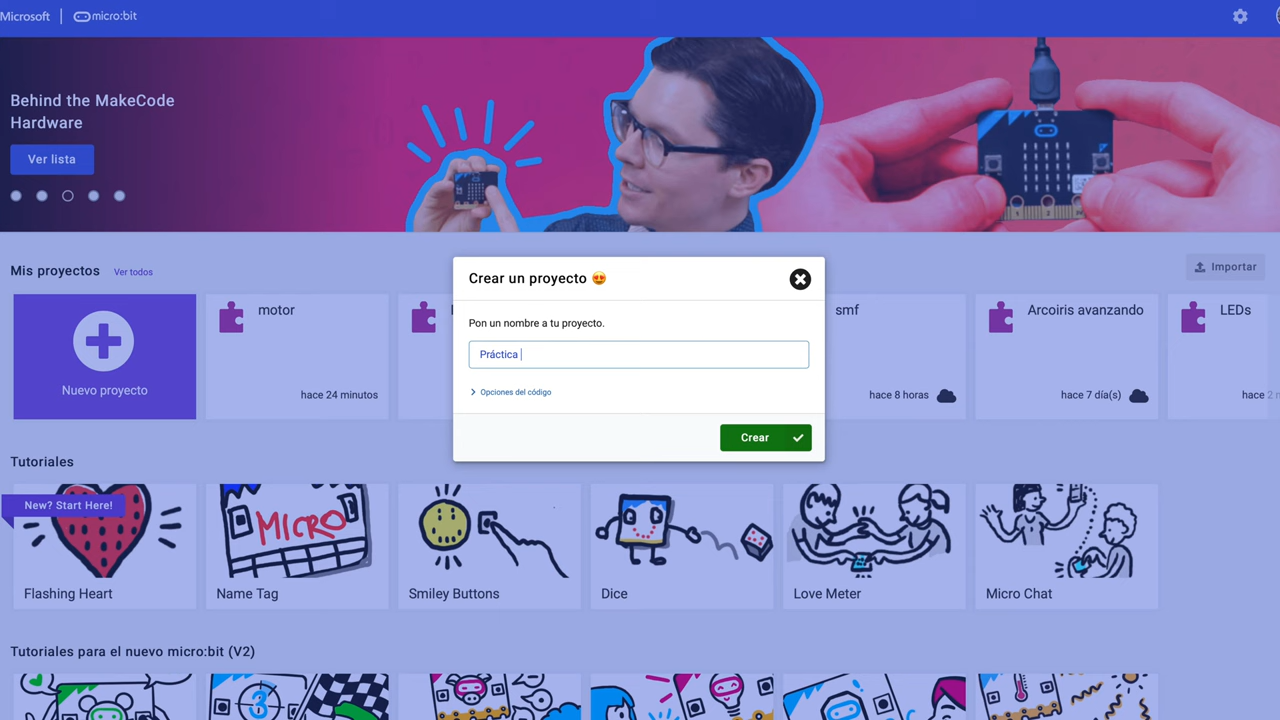 Microsoft
micro:bit
Behind the MakeCode
Hardware
Ver lista
Mis proyectos
Ver todos
Importar
Nuevo proyecto
motor
hace 24 minutos
smf
hace 8 horas
Arcoiris avanzando
hace 7 día(s)
LEDs
hace 2
Crear un proyecto 😍
Pon un nombre a tu proyecto.
Práctica
Opciones del código
Crear
Tutoriales
New? Start Here!
MICRO
Flashing Heart
Name Tag
Smiley Buttons
Dice
Love Meter
Micro Chat
Tutoriales para el nuevo micro:bit (V2)
3